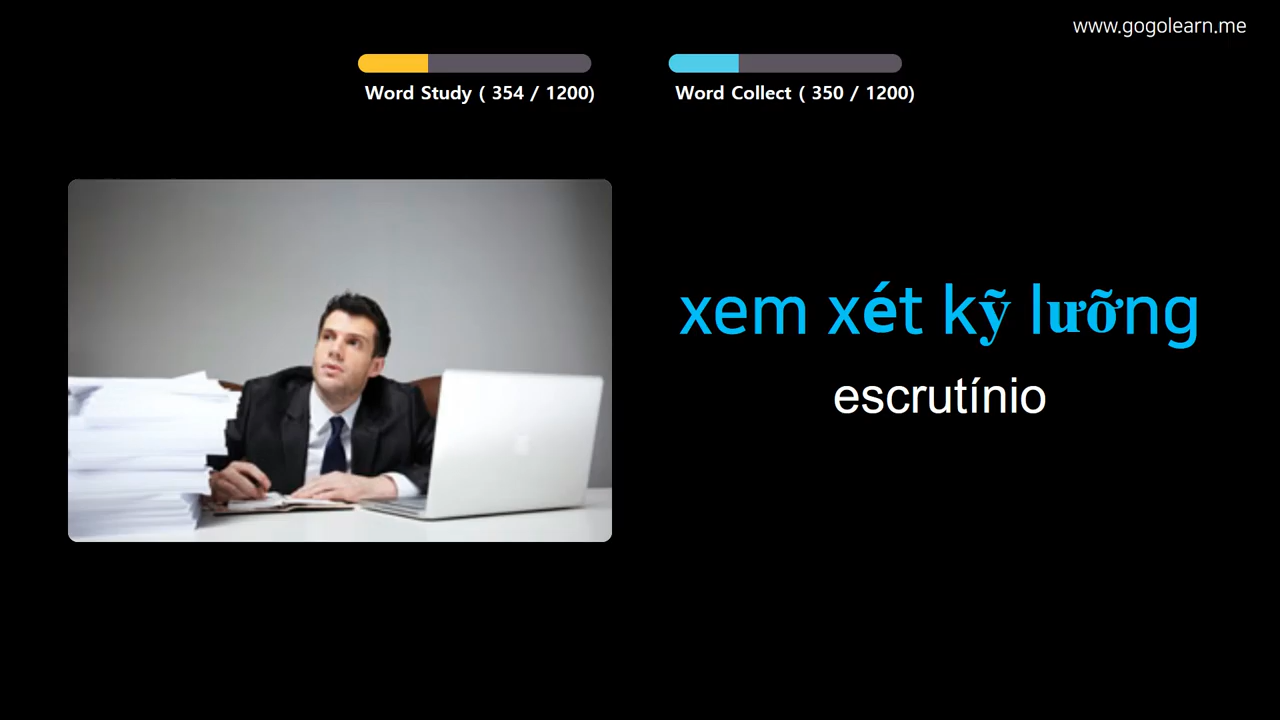 www.gogolearn.me
Word Study ( 354 / 1200)
Word Collect ( 350 / 1200)
xem xét kỹ lưỡng
escrutínio